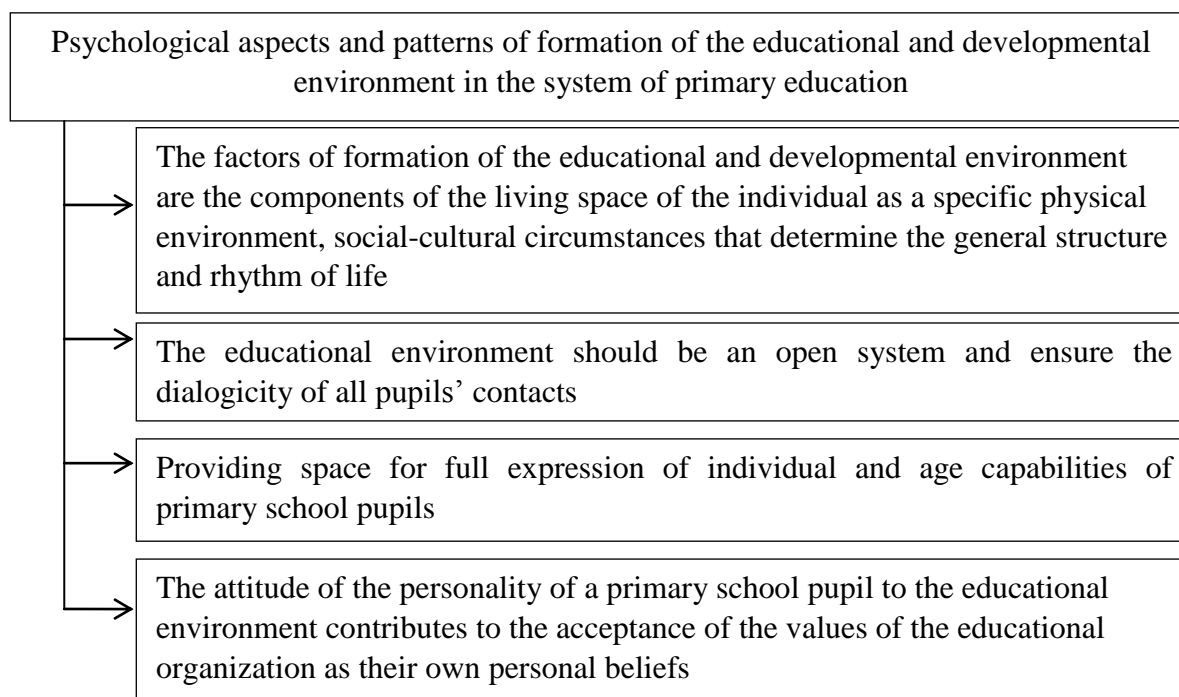 Psychological aspects and patterns of formation of the educational and developmental
environment in the system of primary education
The factors of formation of the educational and developmental environment
are the components of the living space of the individual as a specific physical
environment, social-cultural circumstances that determine the general structure
and rhythm of life
The educational environment should be an open system and ensure the
dialogicity of all pupils’ contacts
Providing space for full expression of individual and age capabilities of
primary school pupils
The attitude of the personality of a primary school pupil to the educational
environment contributes to the acceptance of the values of the educational
organization as their own personal beliefs